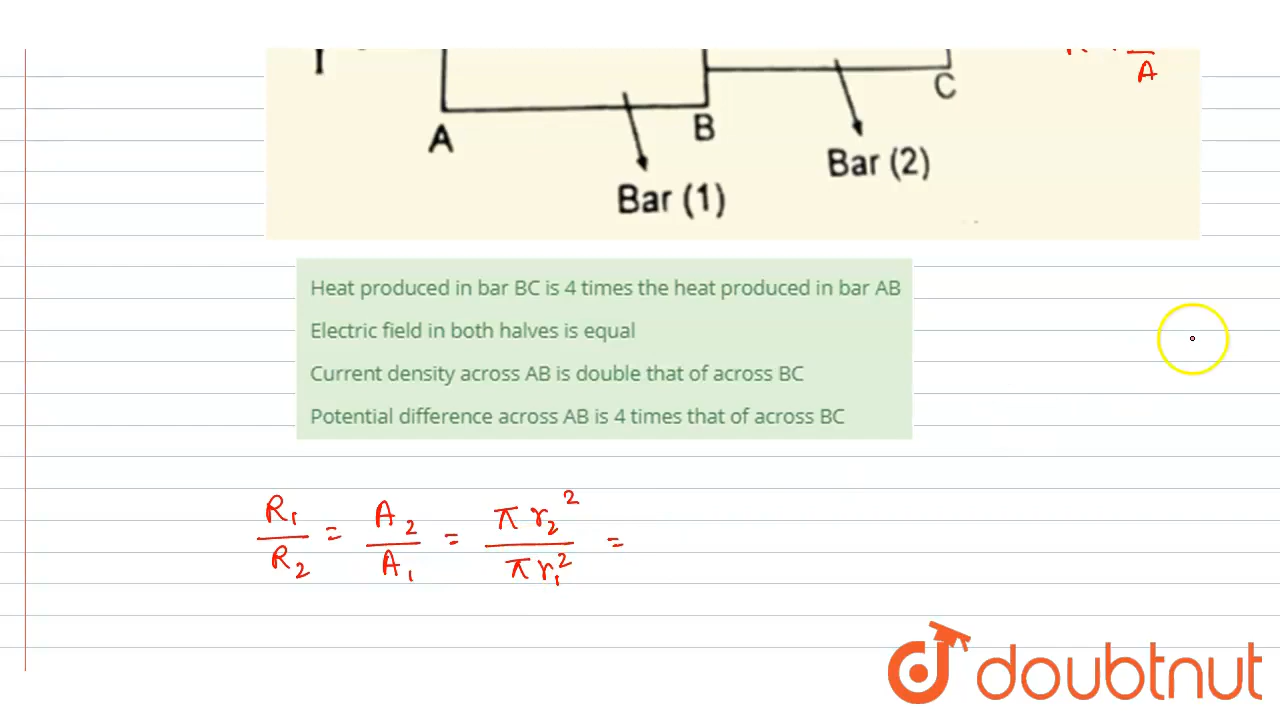 I
A
A
B
C
Bar (1)
Bar (2)
Heat produced in bar BC is 4 times the heat produced in bar AB
Electric field in both halves is equal
Current density across AB is double that of across BC
Potential difference across AB is 4 times that of across BC
R₁/R₂ = A₂/A₁ = πr₂²/πr₁² =
doubtnut